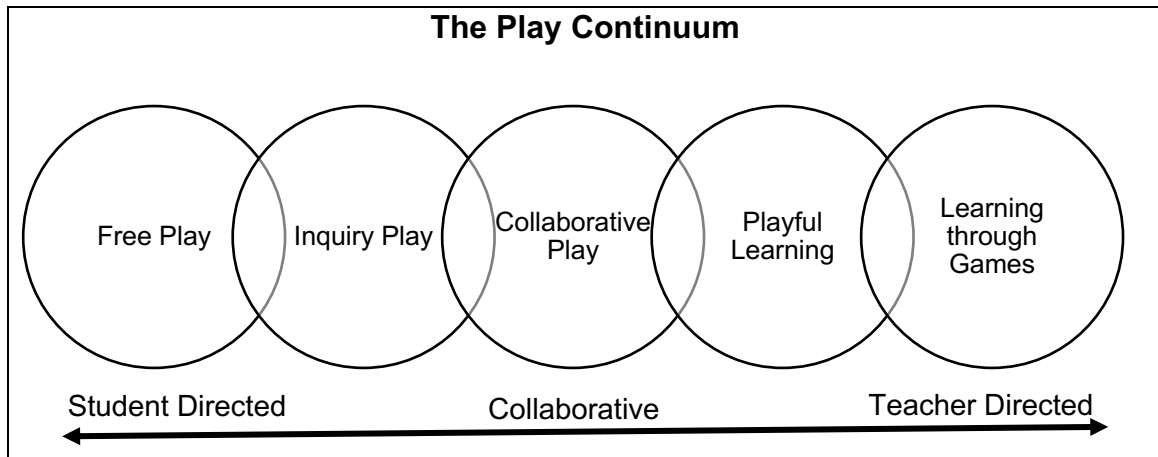 The Play Continuum
Free Play
Inquiry Play
Collaborative
Play
Playful
Learning
Learning
through
Games
Student Directed
Collaborative
Teacher Directed